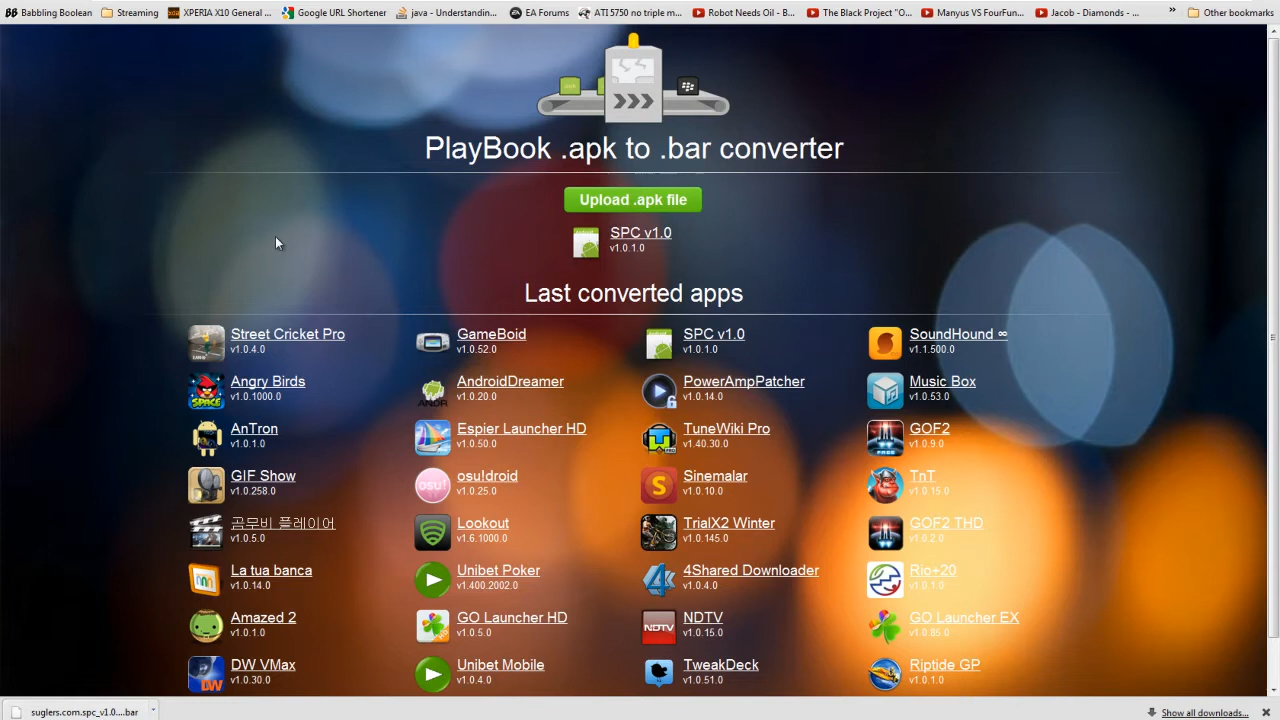 Babbling Boolean Streaming XPERIA X10 General ... Google URL Shortener java - Understandin... EA Forums ATI 5750 no triple m... Robot Needs Oil - B... The Black Project "O... Manyus VS FourFun... Jacob - Diamonds - ... » Other bookmarks
PlayBook .apk to .bar converter
Upload .apk file
SPC v1.0
v1.0.1.0
Last converted apps
Street Cricket Pro GameBoid SPC v1.0 SoundHound ∞
v1.0.4.0 v1.0.52.0 v1.0.1.0 v1.1.500.0
Angry Birds AndroidDreamer PowerAmpPatcher Music Box
v1.0.1000.0 v1.0.20.0 v1.0.14.0 v1.0.53.0
AnTron Espier Launcher HD TuneWiki Pro GOF2
v1.0.1.0 v1.0.50.0 v1.40.30.0 v1.0.9.0
GIF Show osu!droid Sinemalar TnT
v1.0.258.0 v1.0.25.0 v1.0.10.0 v1.0.15.0
곰무비 플레이어 Lookout TrialX2 Winter GOF2 THD
v1.0.5.0 v1.6.1000.0 v1.0.145.0 v1.0.2.0
La tua banca Unibet Poker 4Shared Downloader Rio+20
v1.0.14.0 v1.400.2002.0 v1.0.4.0 v1.0.1.0
Amazed 2 GO Launcher HD NDTV GO Launcher EX
v1.0.1.0 v1.0.5.0 v1.0.15.0 v1.0.85.0
DW VMax Unibet Mobile TweakDeck Riptide GP
v1.0.30.0 v1.0.4.0 v1.0.51.0 v1.0.1.0
suglers.com.spc_v1.0....bar Show all downloads...